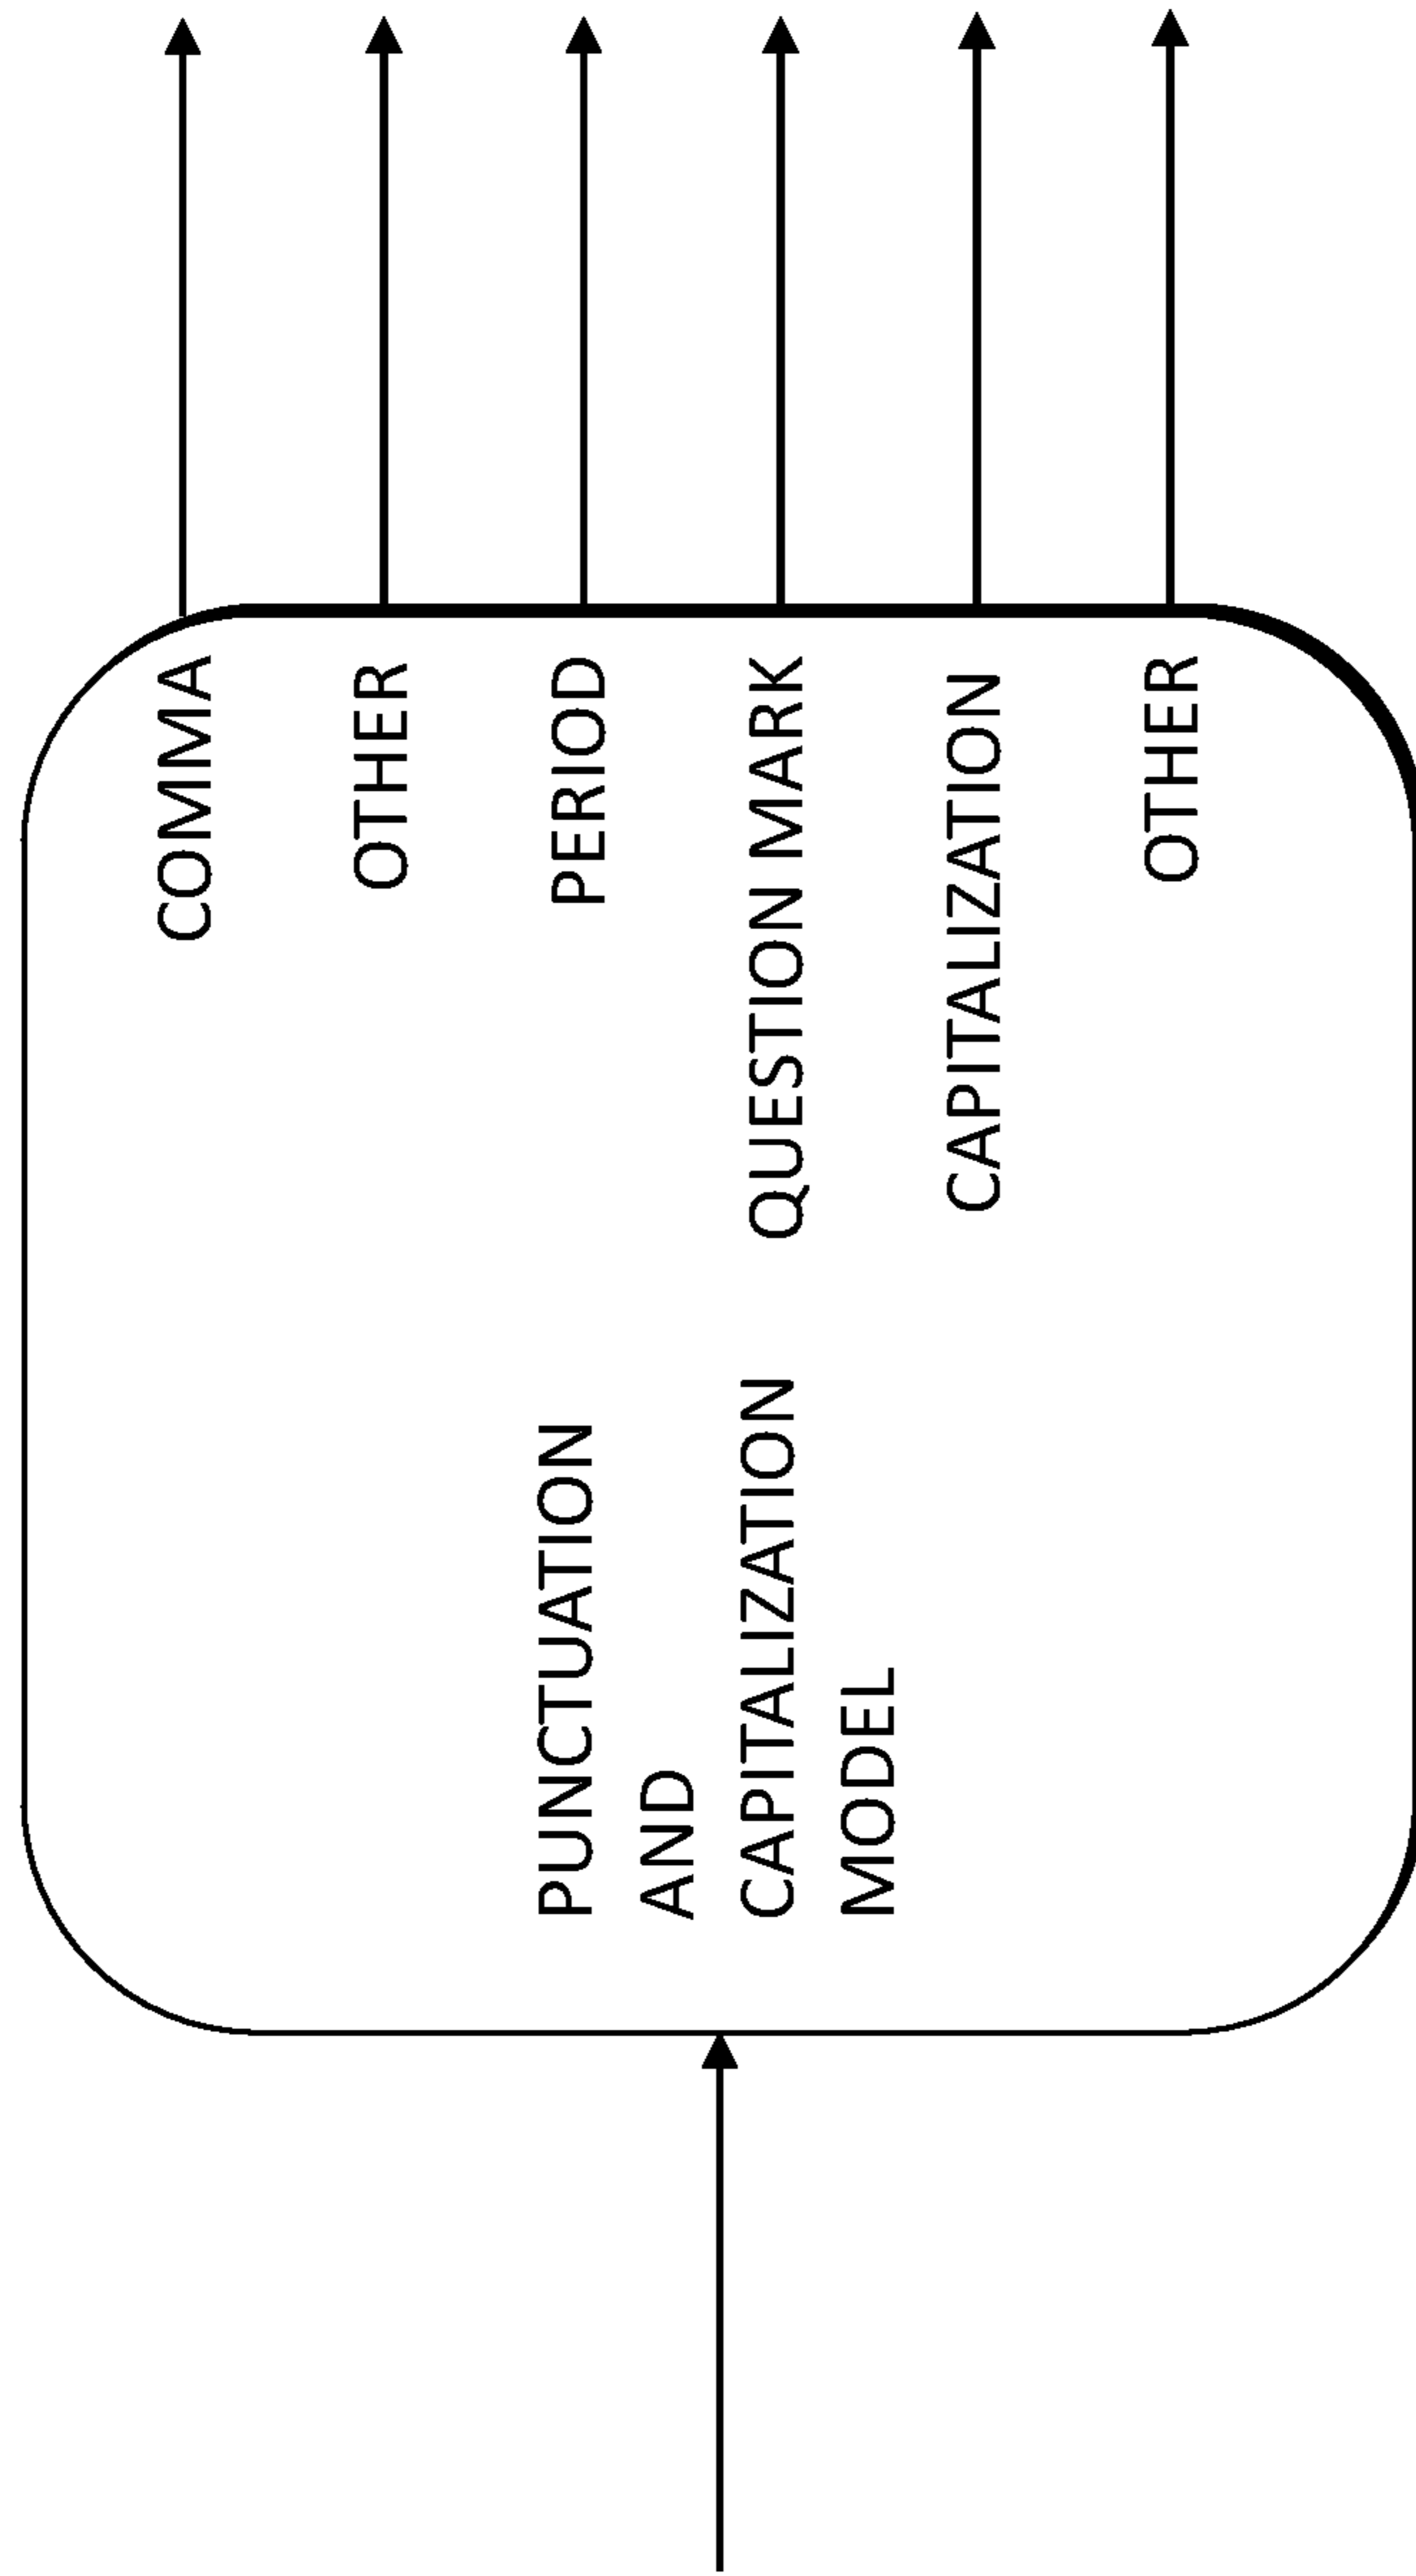 PUNCTUATION
AND
CAPITALIZATION
MODEL
COMMA
OTHER
PERIOD
QUESTION MARK
CAPITALIZATION
OTHER